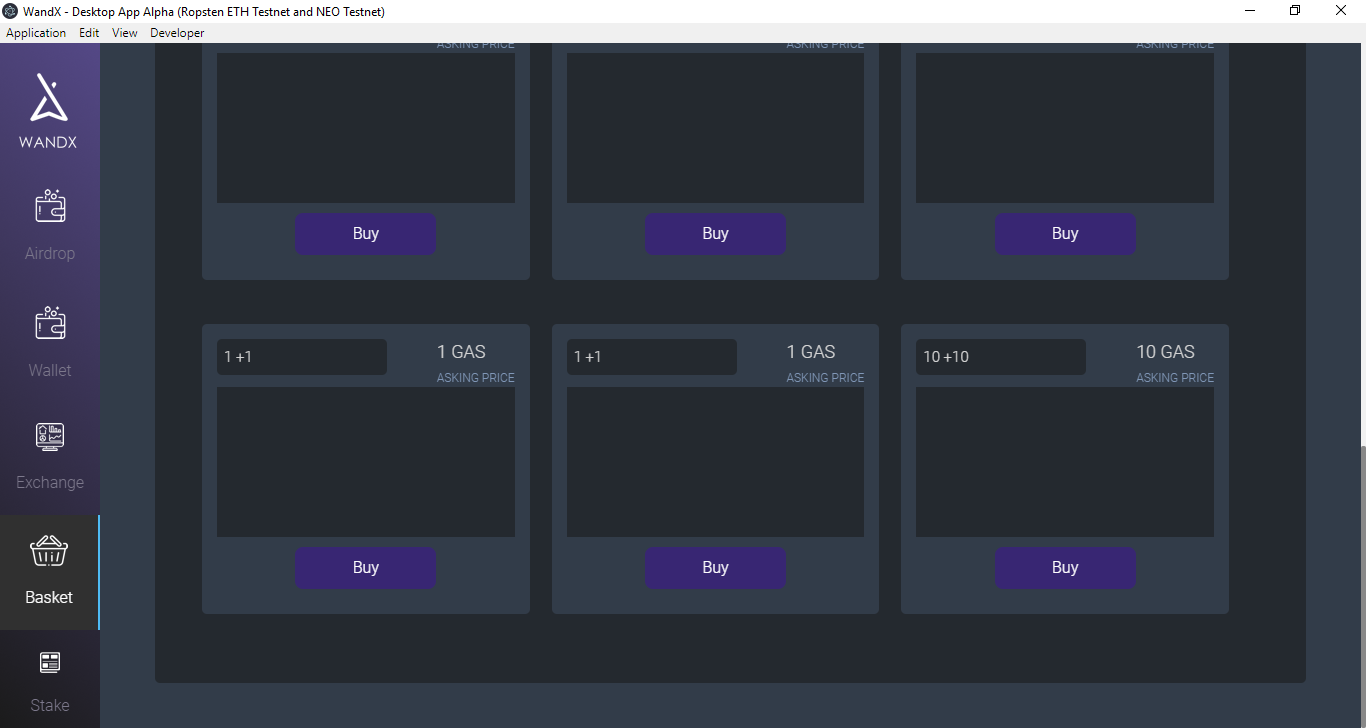 WandX - Desktop App Alpha (Ropsten ETH Testnet and NEO Testnet)
Application Edit View Developer
WANDX
Airdrop
Wallet
Exchange
Basket
Stake
ASKING PRICE ASKING PRICE ASKING PRICE
Buy Buy Buy
1 +1 1 GAS 1 +1 1 GAS 10 +10 10 GAS
ASKING PRICE ASKING PRICE ASKING PRICE
Buy Buy Buy